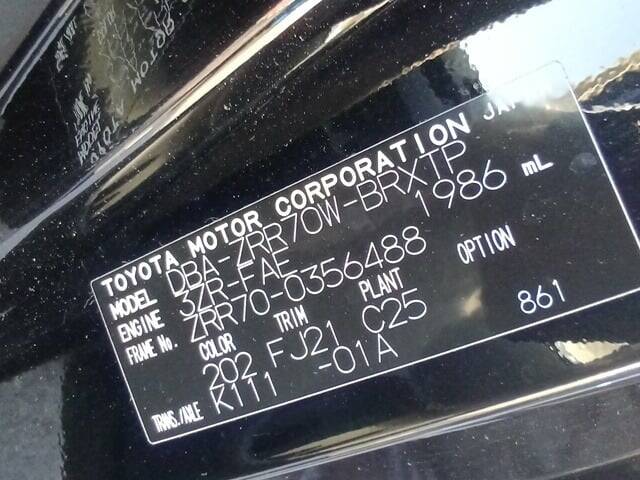 TOYOTA MOTOR CORPORATION JAPAN
MODEL DBA-ZRR70W-BRXTP
ENGINE 3ZR-FAE 1986 mL
FRAME No. ZRR70-0356488
COLOR TRIM PLANT OPTION
202 FJ21 C25 861
TRANS./AXLE K111 -01A